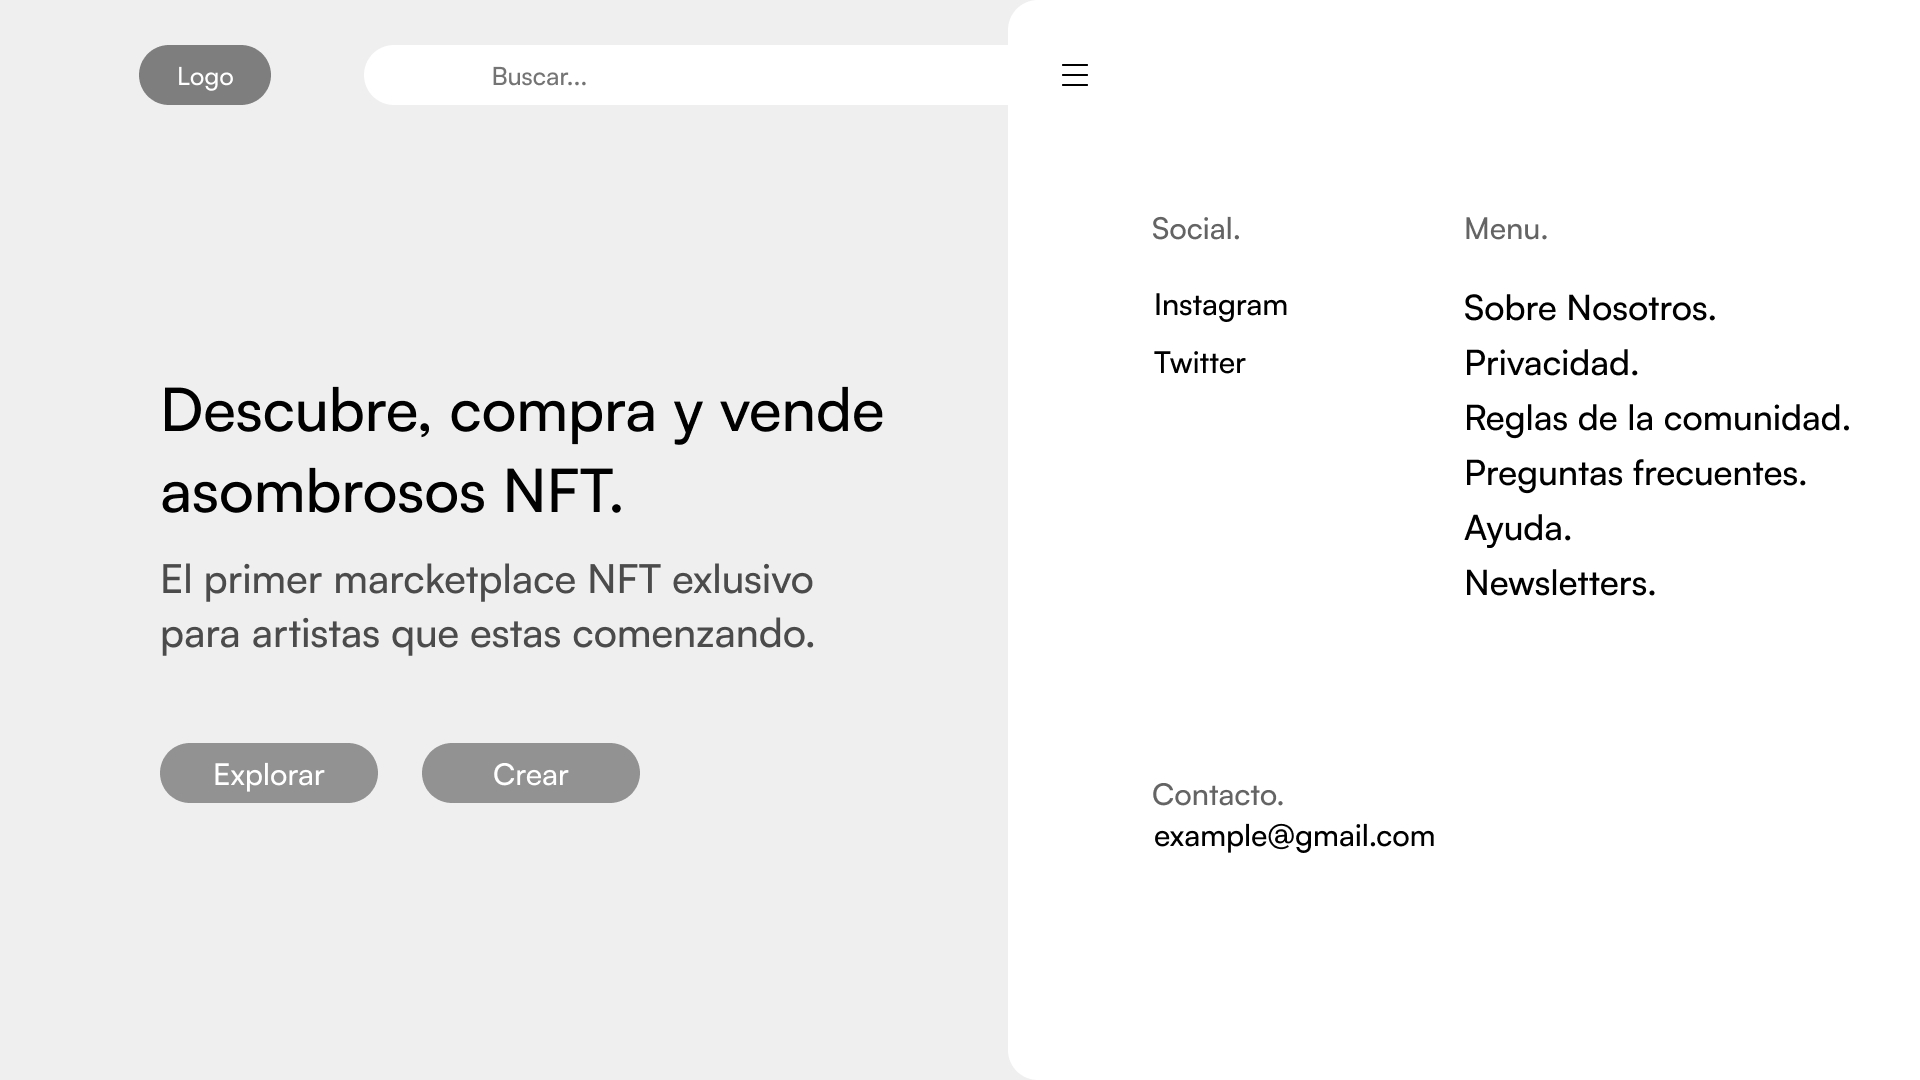 Logo
Buscar...
Descubre, compra y vende
asombrosos NFT.
El primer marcketplace NFT exlusivo
para artistas que estas comenzando.
Explorar
Crear
Social.
Instagram
Twitter
Menu.
Sobre Nosotros.
Privacidad.
Reglas de la comunidad.
Preguntas frecuentes.
Ayuda.
Newsletters.
Contacto.
example@gmail.com